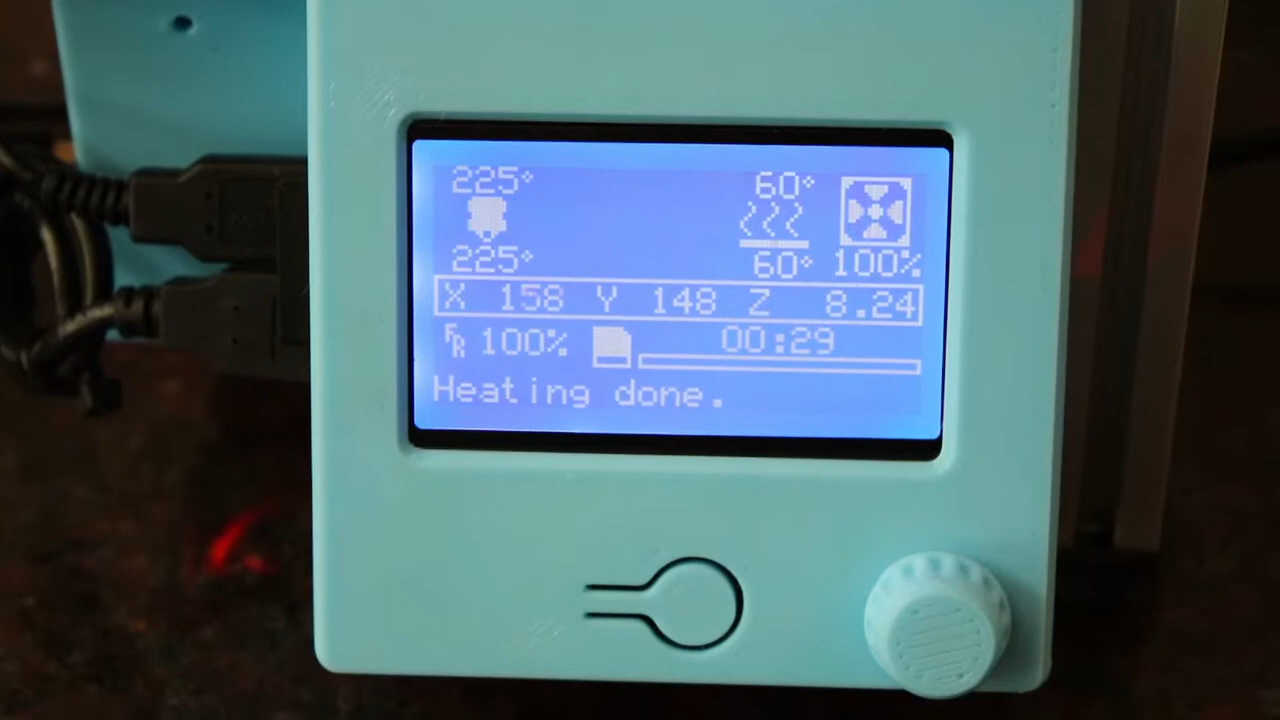 225° 60°
225° 60° 100%
X 158 Y 148 Z 8.24
FR 100% 00:29
Heating done.